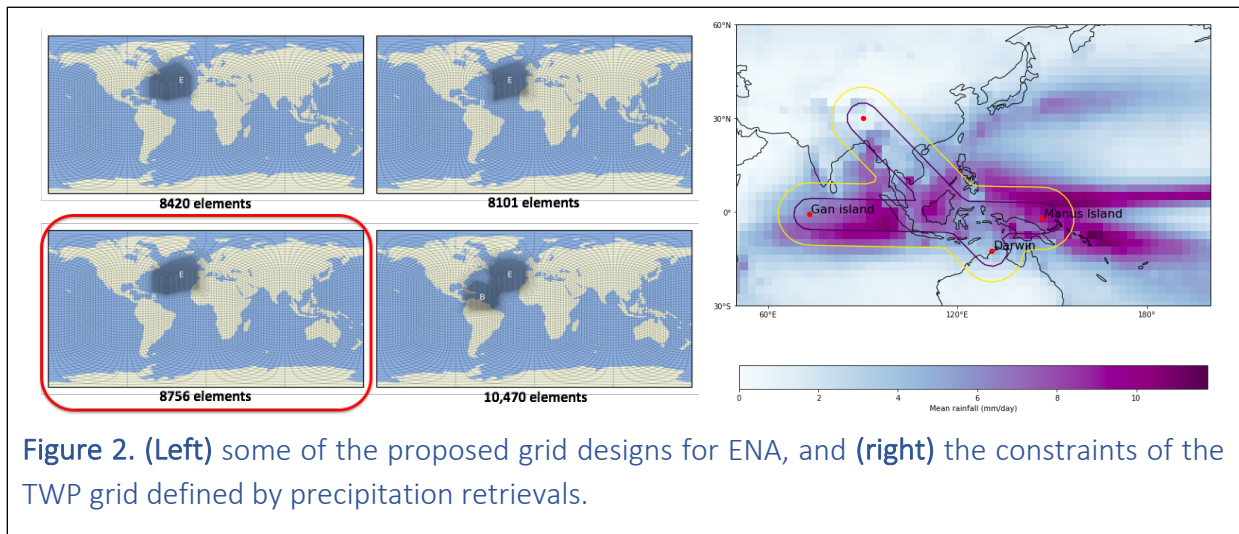 E
E
8420 elements
8101 elements
E
E
B
8756 elements
10,470 elements
60°N
30°N
0°
30°S
Gan island
Manus Island
Darwin
60°E
120°E
180°
0
2
4
6
8
10
Mean rainfall (mm/day)
Figure 2. (Left) some of the proposed grid designs for ENA, and (right) the constraints of the
TWP grid defined by precipitation retrievals.